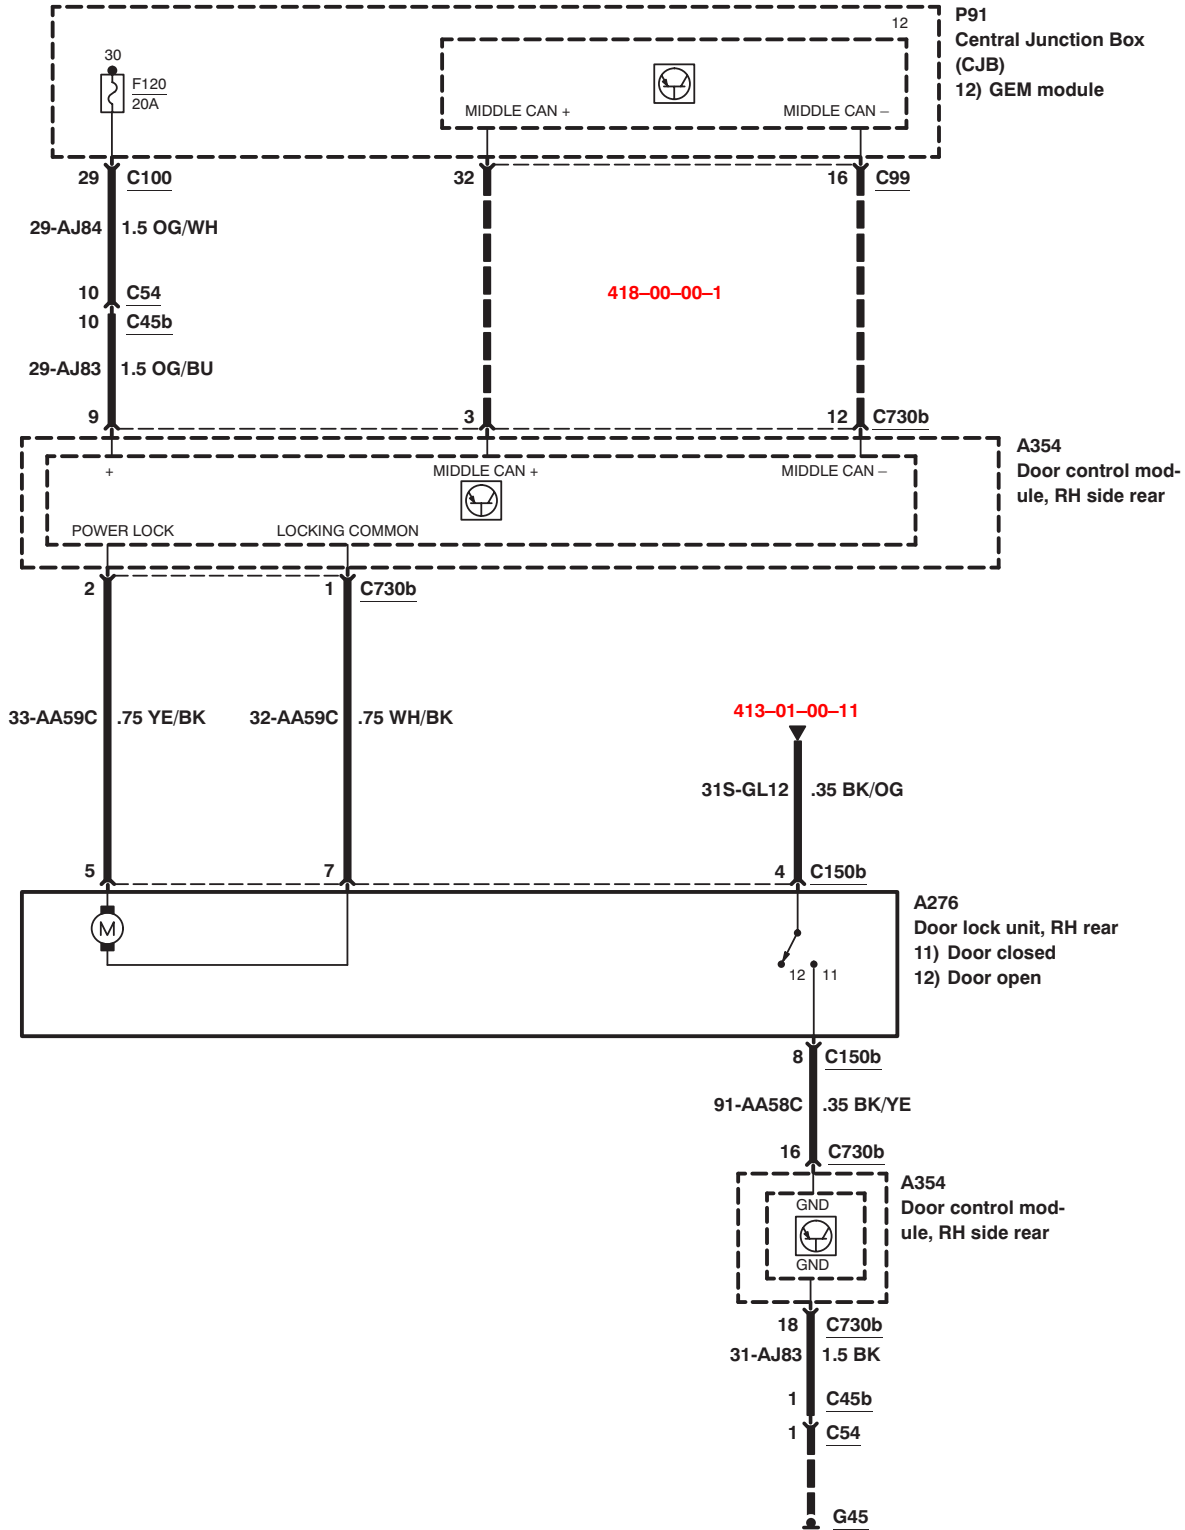 P91
12
Central Junction Box
(CJB)
12) GEM module
30
F120
20A
MIDDLE CAN +
MIDDLE CAN –
29 C100
32
16 C99
29-AJ84 1.5 OG/WH
10 C54
418–00–00–1
10 C45b
29-AJ83 1.5 OG/BU
9
3
12 C730b
A354
Door control mod-
ule, RH side rear
+
MIDDLE CAN +
MIDDLE CAN –
POWER LOCK
LOCKING COMMON
2
1 C730b
33-AA59C .75 YE/BK
32-AA59C .75 WH/BK
413–01–00–11
31S-GL12 .35 BK/OG
5
7
4 C150b
A276
Door lock unit, RH rear
11) Door closed
12) Door open
M
12 11
8 C150b
91-AA58C .35 BK/YE
16 C730b
A354
Door control mod-
ule, RH side rear
GND
GND
18 C730b
31-AJ83 1.5 BK
1 C45b
1 C54
G45